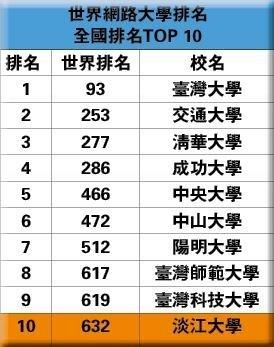 世界網路大學排名
全國排名TOP 10
排名 世界排名 校名
1 93 臺灣大學
2 253 交通大學
3 277 清華大學
4 286 成功大學
5 466 中央大學
6 472 中山大學
7 512 陽明大學
8 617 臺灣師範大學
9 619 臺灣科技大學
10 632 淡江大學